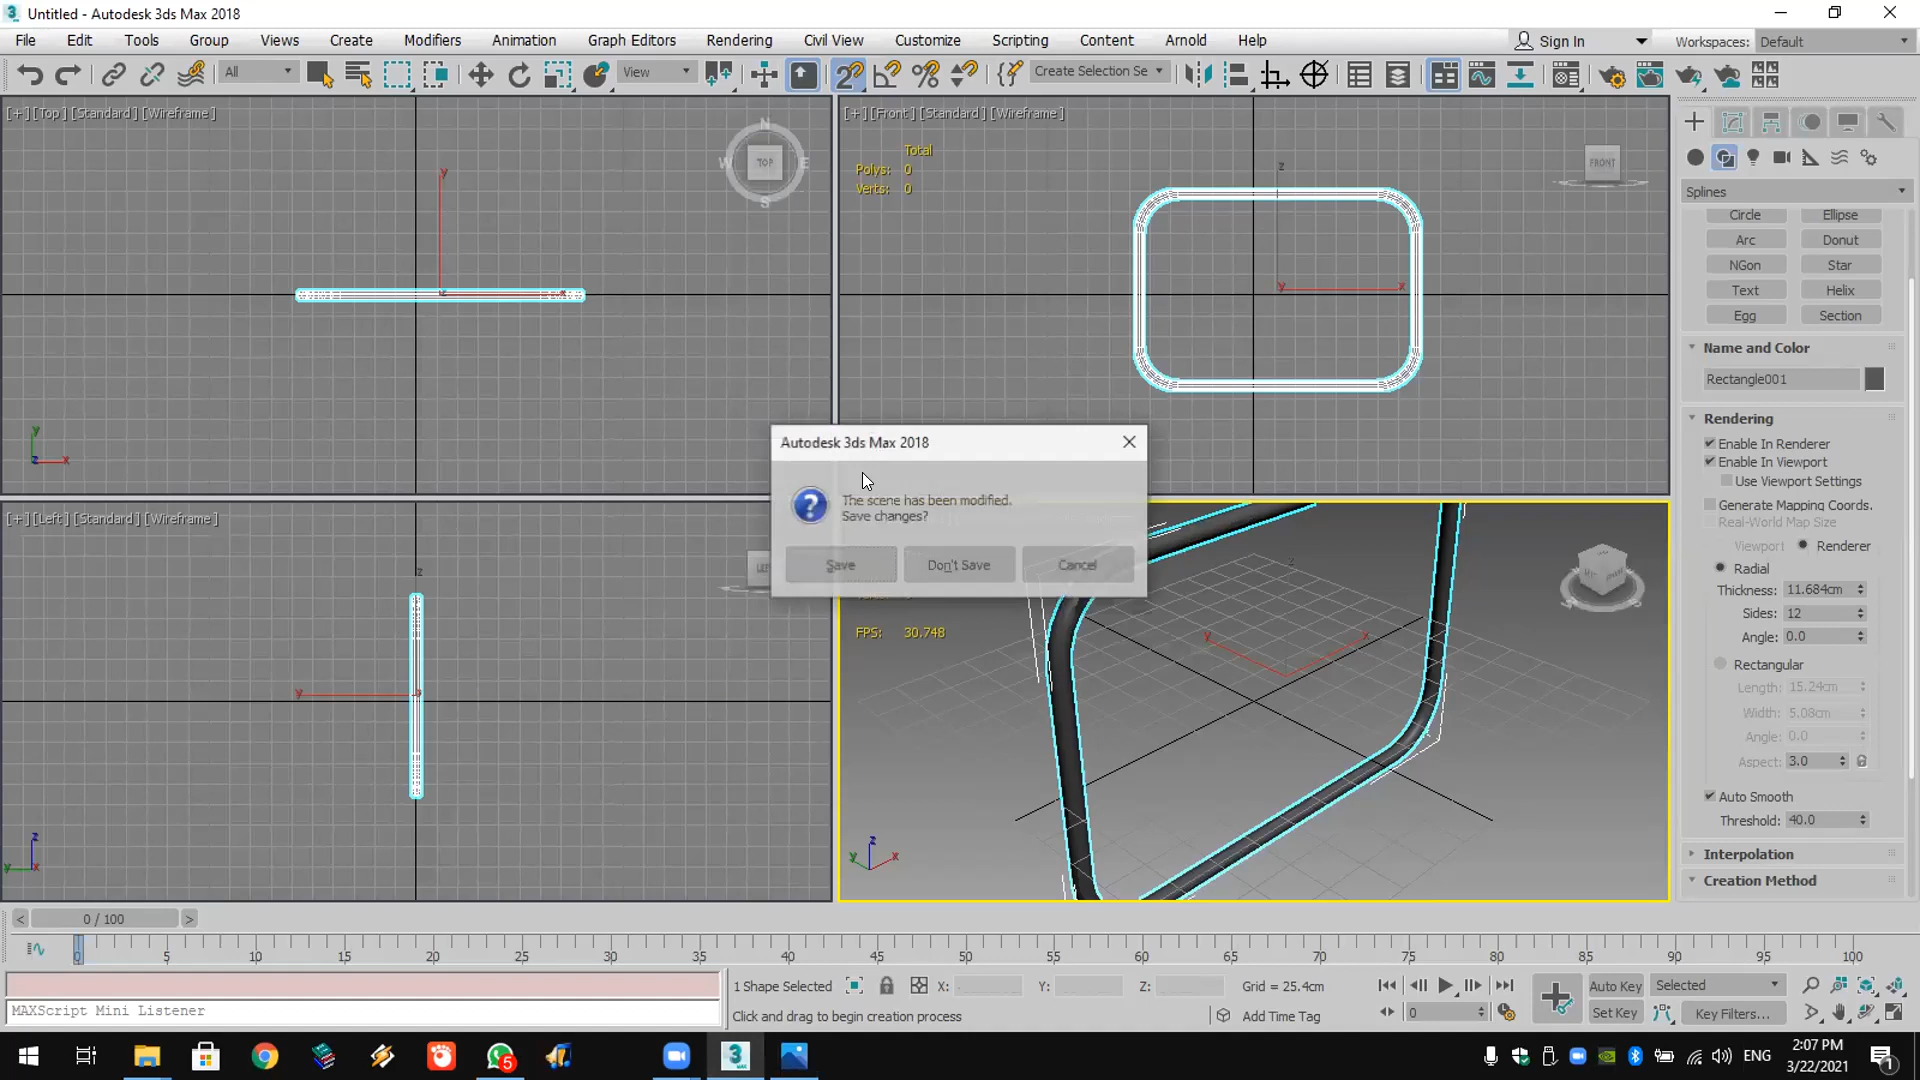 Untitled - Autodesk 3ds Max 2018
File Edit Tools Group Views Create Modifiers Animation Graph Editors Rendering Civil View Customize Scripting Content Arnold Help Sign In Workspaces: Default
All View Create Selection Se
[+] [Top] [Standard] [Wireframe]
N
W TOP E
S
y
x
[+] [Front] [Standard] [Wireframe]
Total
Polys: 0
Verts: 0
FRONT
z
y x
Splines
Circle Ellipse
Arc Donut
NGon Star
Text Helix
Egg Section
Name and Color
Rectangle001
Rendering
Enable In Renderer
Enable In Viewport
Use Viewport Settings
Generate Mapping Coords.
Real-World Map Size
Viewport Renderer
Radial
Thickness: 11.684cm
Sides: 12
Angle: 0.0
Rectangular
Length: 15.24cm
Width: 5.08cm
Angle: 0.0
Aspect: 3.0
Auto Smooth
Threshold: 40.0
Interpolation
Creation Method
Autodesk 3ds Max 2018
The scene has been modified.
Save changes?
Save Don't Save Cancel
[+] [Left] [Standard] [Wireframe]
z
y
FPS: 30.748
y x
z
y x
0 / 100
0 5 10 15 20 25 30 35 40 45 50 55 60 65 70 75 80 85 90 95 100
MAXScript Mini Listener
1 Shape Selected X: Y: Z: Grid = 25.4cm
Click and drag to begin creation process Add Time Tag
0
Auto Key Selected
Set Key Key Filters...
5
ENG
2:07 PM
3/22/2021
1